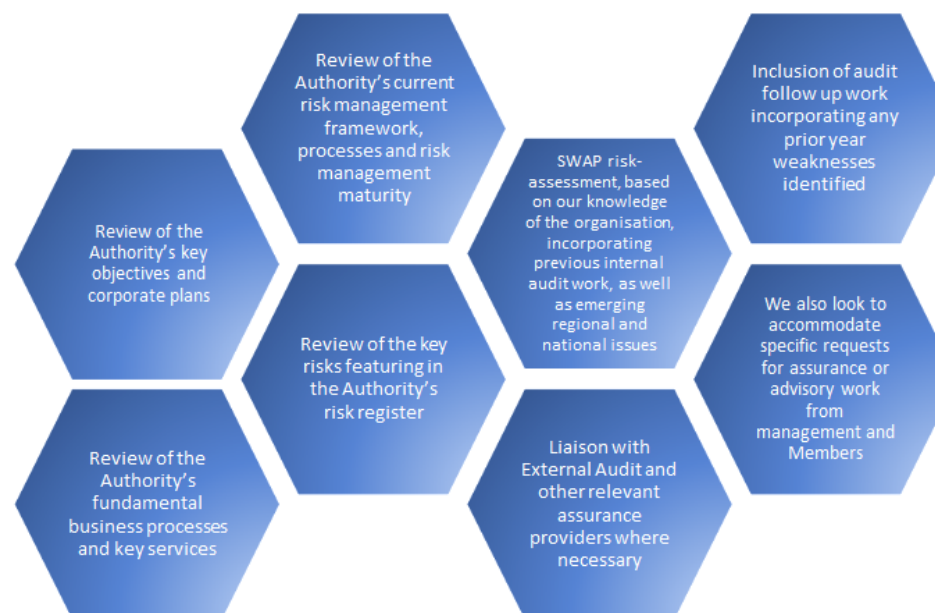 Review of the
Authority's current
risk management
framework,
processes and risk
management
maturity
Inclusion of audit
follow up work
incorporating any
prior year
weaknesses
identified
SWAP risk-
assessment, based
on our knowledge
of the organisation,
incorporating
previous internal
audit work, as well
as emerging
regional and
national issues
Review of the
Authority's key
objectives and
corporate plans
Review of the key
risks featuring in
the Authority's
risk register
We also look to
accommodate
specific requests
for assurance or
advisory work
from
management and
Members
Review of the
Authority's
fundamental
business processes
and key services
Liaison with
External Audit and
other relevant
assurance
providers where
necessary